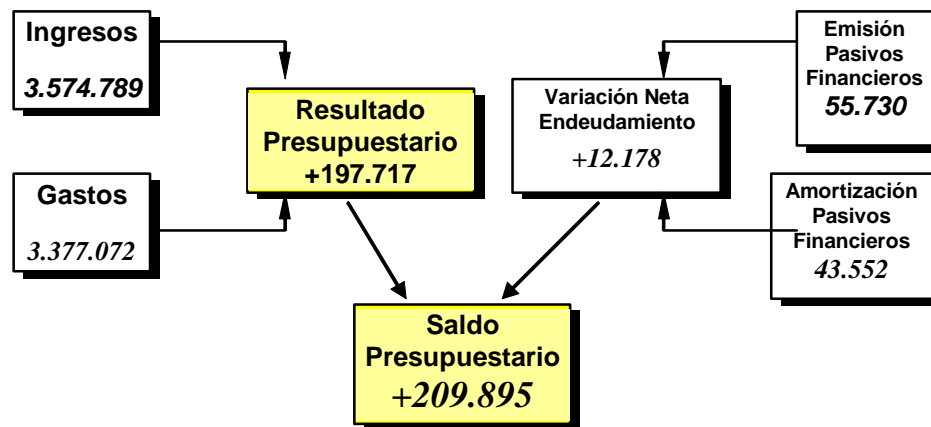 Ingresos
3.574.789
Gastos
3.377.072
Resultado
Presupuestario
+197.717
Variación Neta
Endeudamiento
+12.178
Emisión
Pasivos
Financieros
55.730
Amortización
Pasivos
Financieros
43.552
Saldo
Presupuestario
+209.895